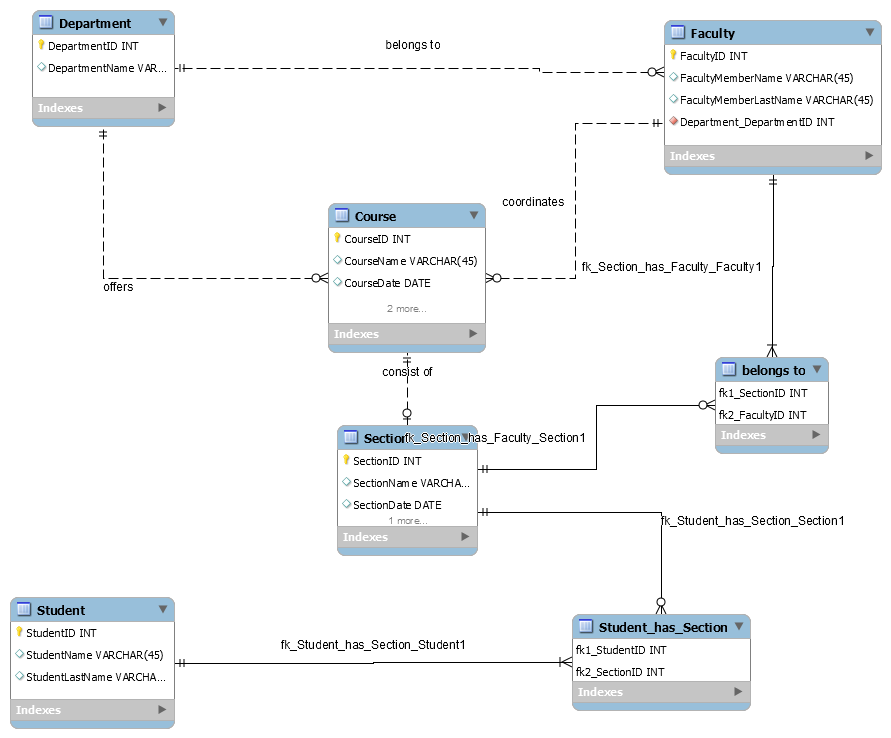 Department
DepartmentID INT
DepartmentName VAR...
Indexes
belongs to
Faculty
FacultyID INT
FacultyMemberName VARCHAR(45)
FacultyMemberLastName VARCHAR(45)
Department_DepartmentID INT
Indexes
coordinates
offers
Course
CourseID INT
CourseName VARCHAR(45)
CourseDate DATE
2 more...
Indexes
fk_Section_has_Faculty_Faculty1
consist of
belongs to
fk1_SectionID INT
fk2_FacultyID INT
Indexes
Section
fk_Section_has_Faculty_Section1
SectionID INT
SectionName VARCHA...
SectionDate DATE
1 more...
Indexes
fk_Student_has_Section_Section1
Student
StudentID INT
StudentName VARCHAR(45)
StudentLastName VARCHA...
Indexes
fk_Student_has_Section_Student1
Student_has_Section
fk1_StudentID INT
fk2_SectionID INT
Indexes